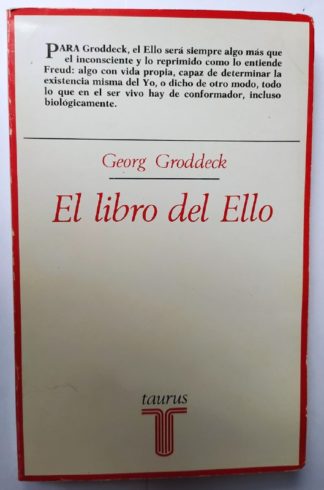 PARA Groddeck, el Ello será siempre algo más que
el inconsciente y lo reprimido como lo entiende
Freud: algo con vida propia, capaz de determinar la
existencia misma del Yo, o dicho de otro modo, todo
lo que en el ser vivo hay de conformador, incluso
biológicamente.
Georg Groddeck
El libro del Ello
taurus